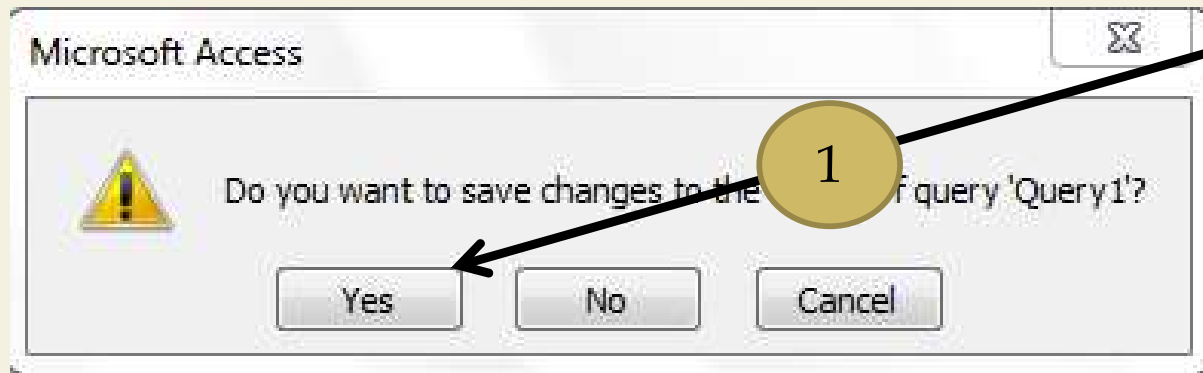 Microsoft Access
1
Do you want to save changes to the f query 'Query1'?
Yes
No
Cancel